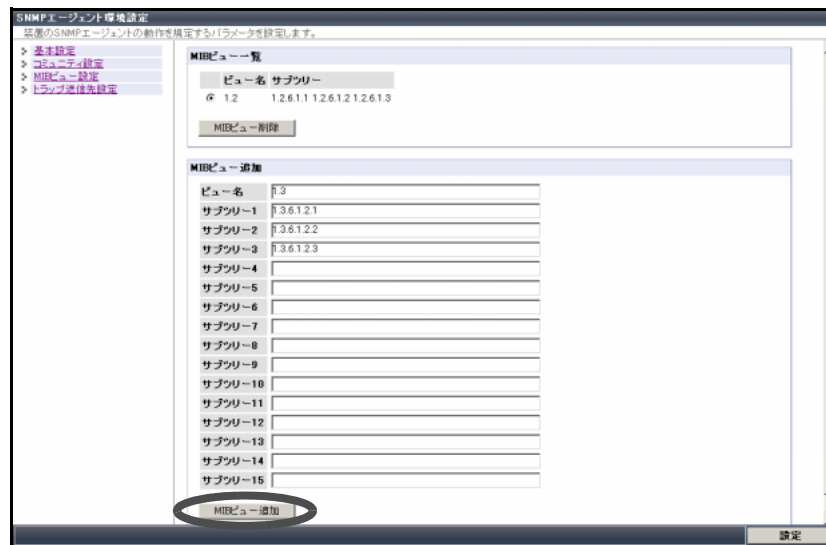 SNMPエージェント環境設定
装置のSNMPエージェントの動作を規定するパラメータを設定します。
> 基本設定
> コミュニティ設定
> MIBビュー設定
> トラップ送信先設定
MIBビュー一覧
ビュー名 サブツリー
1.2 1.2.6.1.1 1.2.6.1.2 1.2.6.1.3
MIBビュー削除
MIBビュー追加
ビュー名 1.3
サブツリー1 1.3.6.1.2.1
サブツリー2 1.3.6.1.2.2
サブツリー3 1.3.6.1.2.3
サブツリー4
サブツリー5
サブツリー6
サブツリー7
サブツリー8
サブツリー9
サブツリー10
サブツリー11
サブツリー12
サブツリー13
サブツリー14
サブツリー15
MIBビュー追加
設定